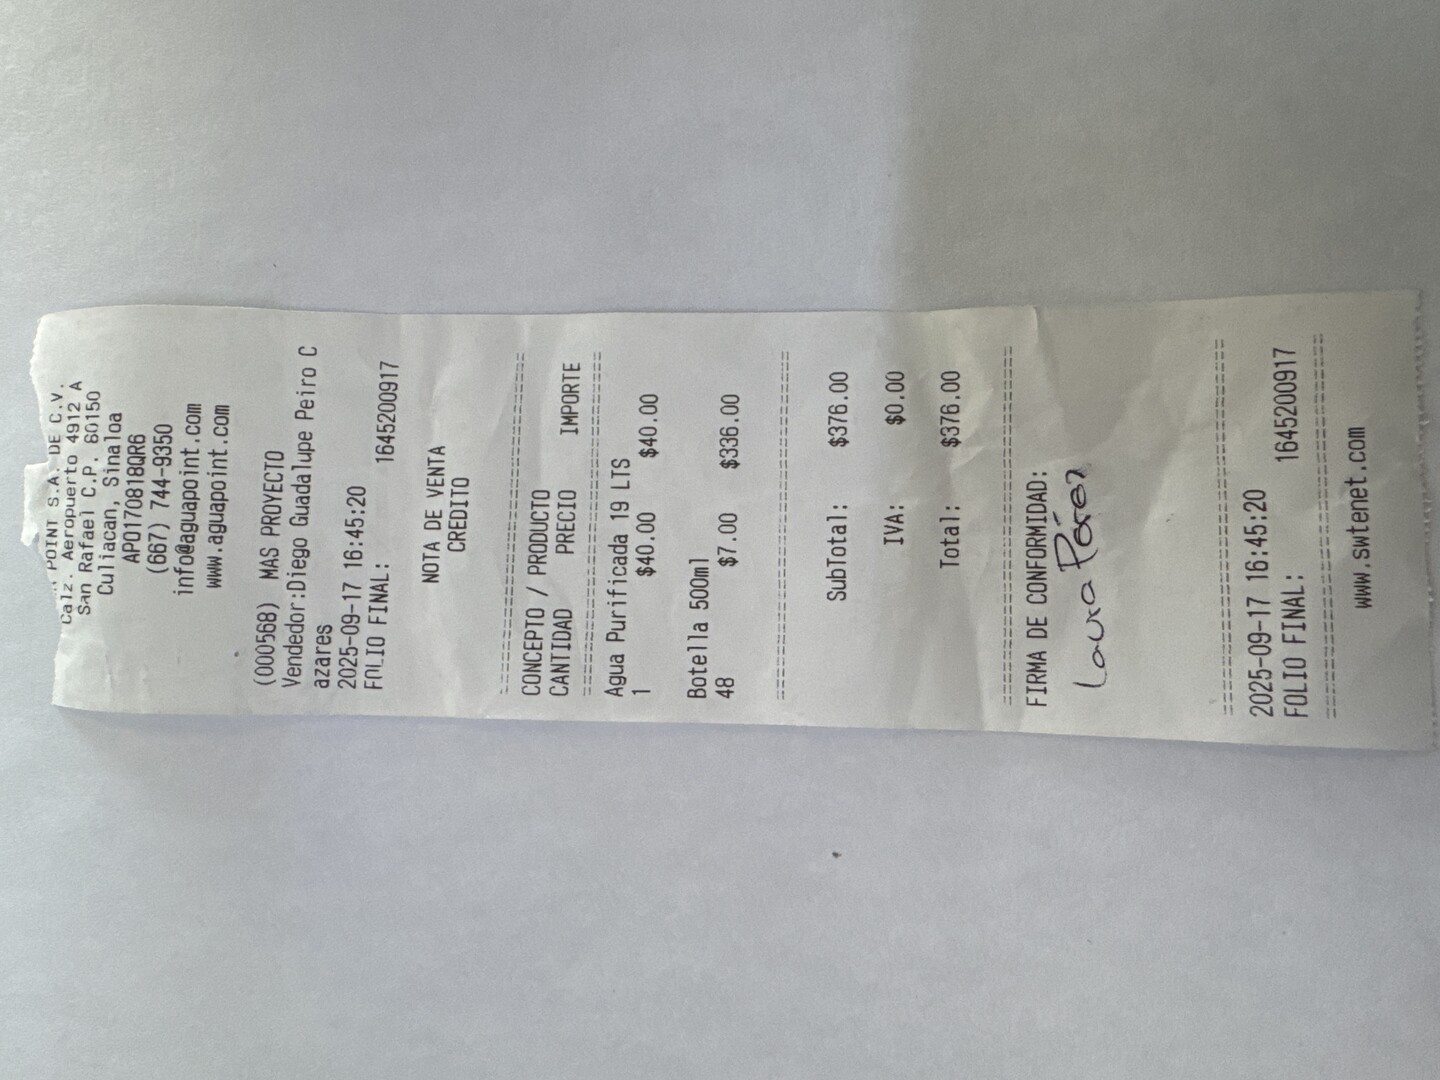 POINT S.A. DE C.V.
Calz. Aeropuerto 4912 A
San Rafael C.P. 80150
Culiacan, Sinaloa
APO170818QR6
(667) 744-9350
info@aguapoint.com
www.aguapoint.com
(000568) MAS PROYECTO
Vendedor:Diego Guadalupe Peiro C
azares
2025-09-17 16:45:20
FOLIO FINAL: 1645200917
NOTA DE VENTA
CREDITO
CONCEPTO / PRODUCTO
CANTIDAD PRECIO IMPORTE
Agua Purificada 19 LTS
1 $40.00 $40.00
Botella 500ml
48 $7.00 $336.00
SubTotal: $376.00
IVA: $0.00
Total: $376.00
FIRMA DE CONFORMIDAD:
Laura Pérez
2025-09-17 16:45:20
FOLIO FINAL: 1645200917
www.swtenet.com